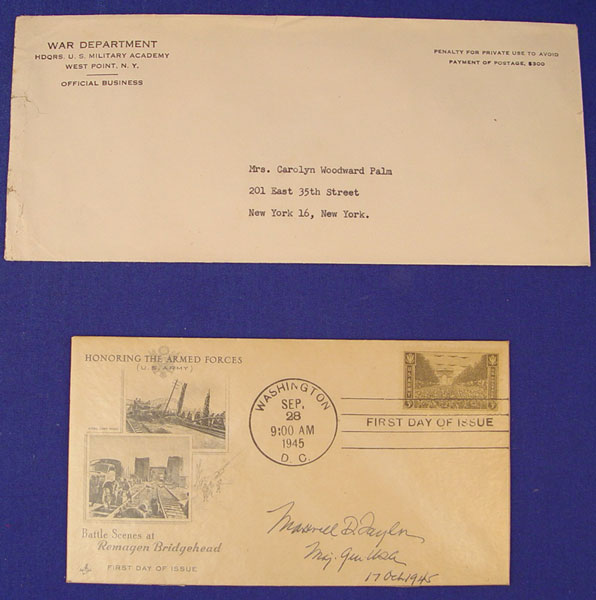 WAR DEPARTMENT
HDQRS. U. S. MILITARY ACADEMY
WEST POINT, N. Y.
OFFICIAL BUSINESS
PENALTY FOR PRIVATE USE TO AVOID
PAYMENT OF POSTAGE, $300
Mrs. Carolyn Woodward Palm
201 East 35th Street
New York 16, New York.
HONORING THE ARMED FORCES
(U.S. ARMY)
Battle Scenes at
Remagen Bridgehead
FIRST DAY OF ISSUE
WASHINGTON
SEP.
28
9:00 AM
1945
D. C.
FIRST DAY OF ISSUE
Maxwell D. Taylor
Maj. Gen USA
17 Oct 1945